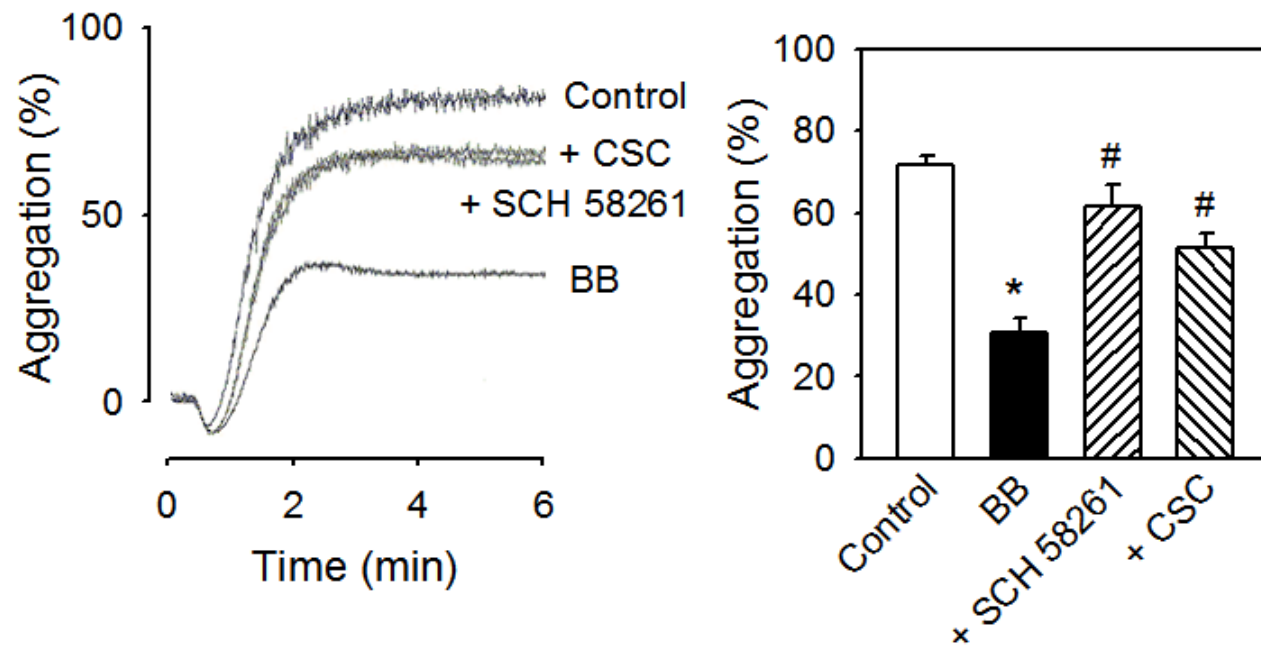 100
50
0
Aggregation (%)
Control
+ CSC
+ SCH 58261
BB
0 2 4 6
Time (min)
100
80
60
40
20
0
Aggregation (%)
*
#
#
Control
BB
+ SCH 58261
+ CSC